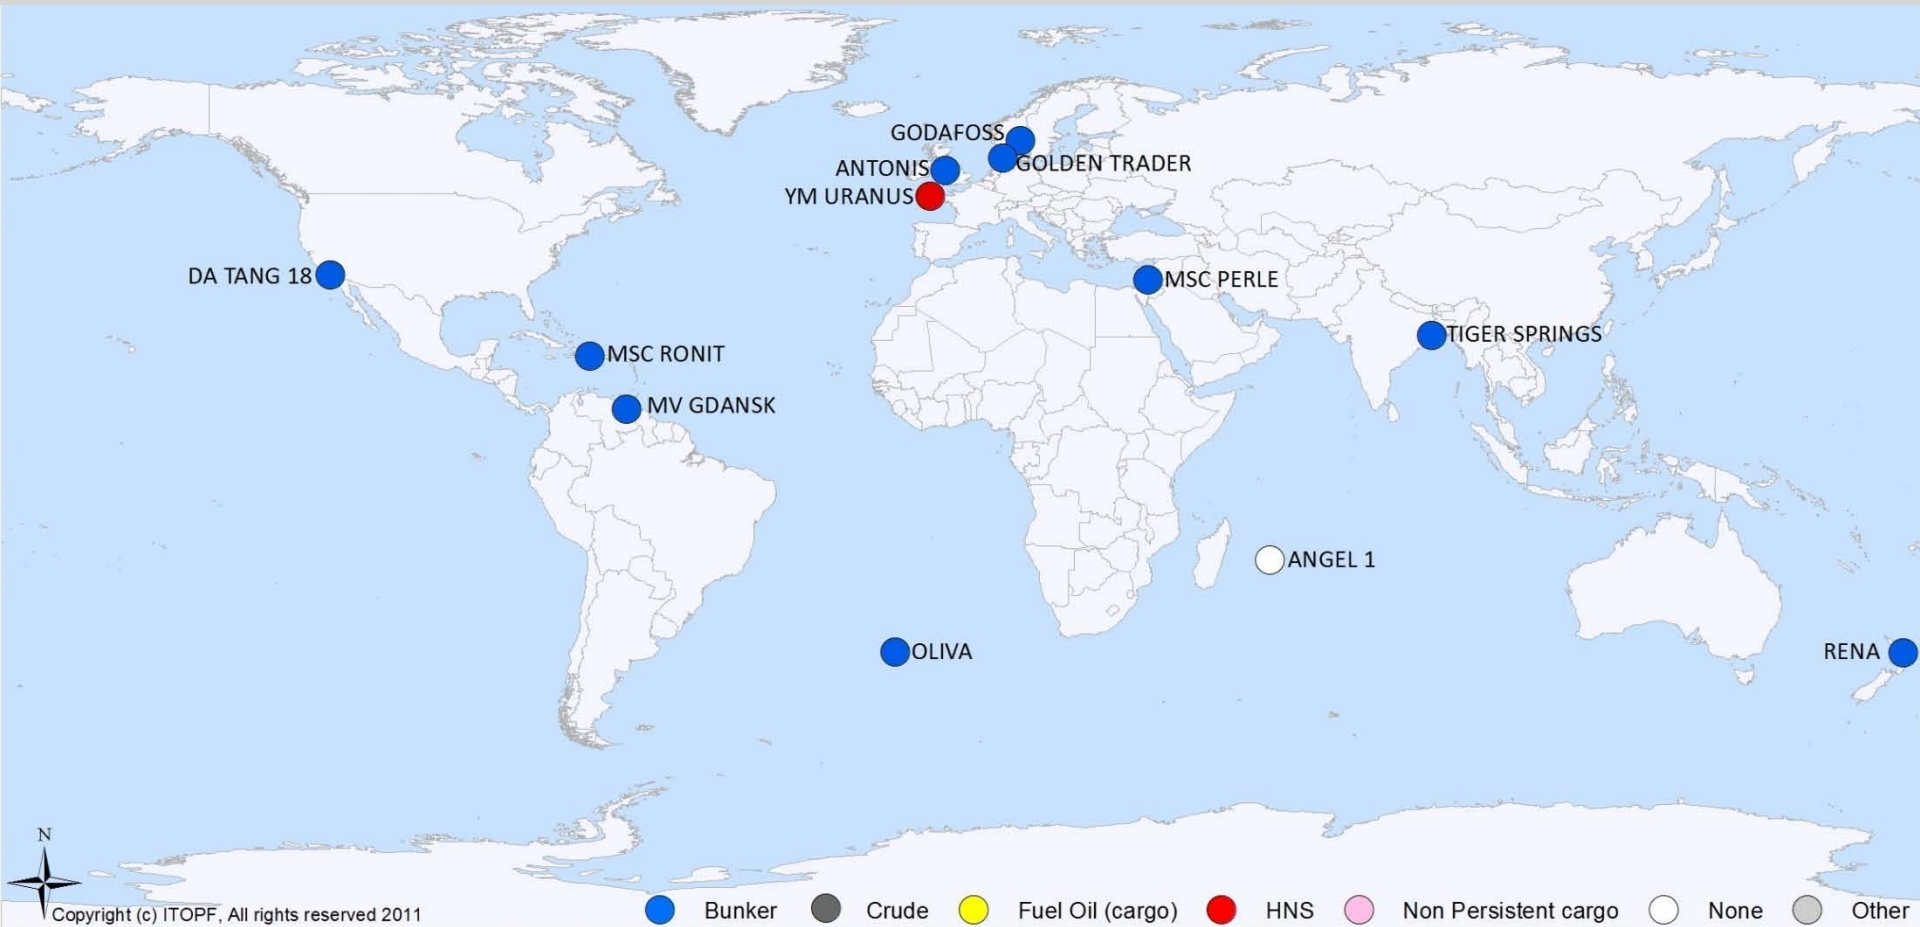 GODAFOSS
GOLDEN TRADER
ANTONIS
YM URANUS
DA TANG 18
MSC PERLE
TIGER SPRINGS
MSC RONIT
MV GDANSK
ANGEL 1
OLIVA
RENA
N
Copyright (c) ITOPF, All rights reserved 2011
Bunker Crude Fuel Oil (cargo) HNS Non Persistent cargo None Other